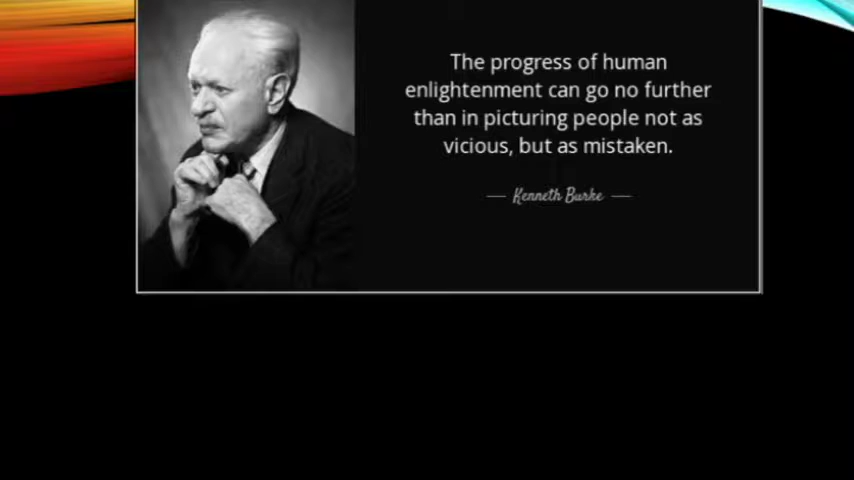 The progress of human
enlightenment can go no further
than in picturing people not as
vicious, but as mistaken.
— Kenneth Burke —